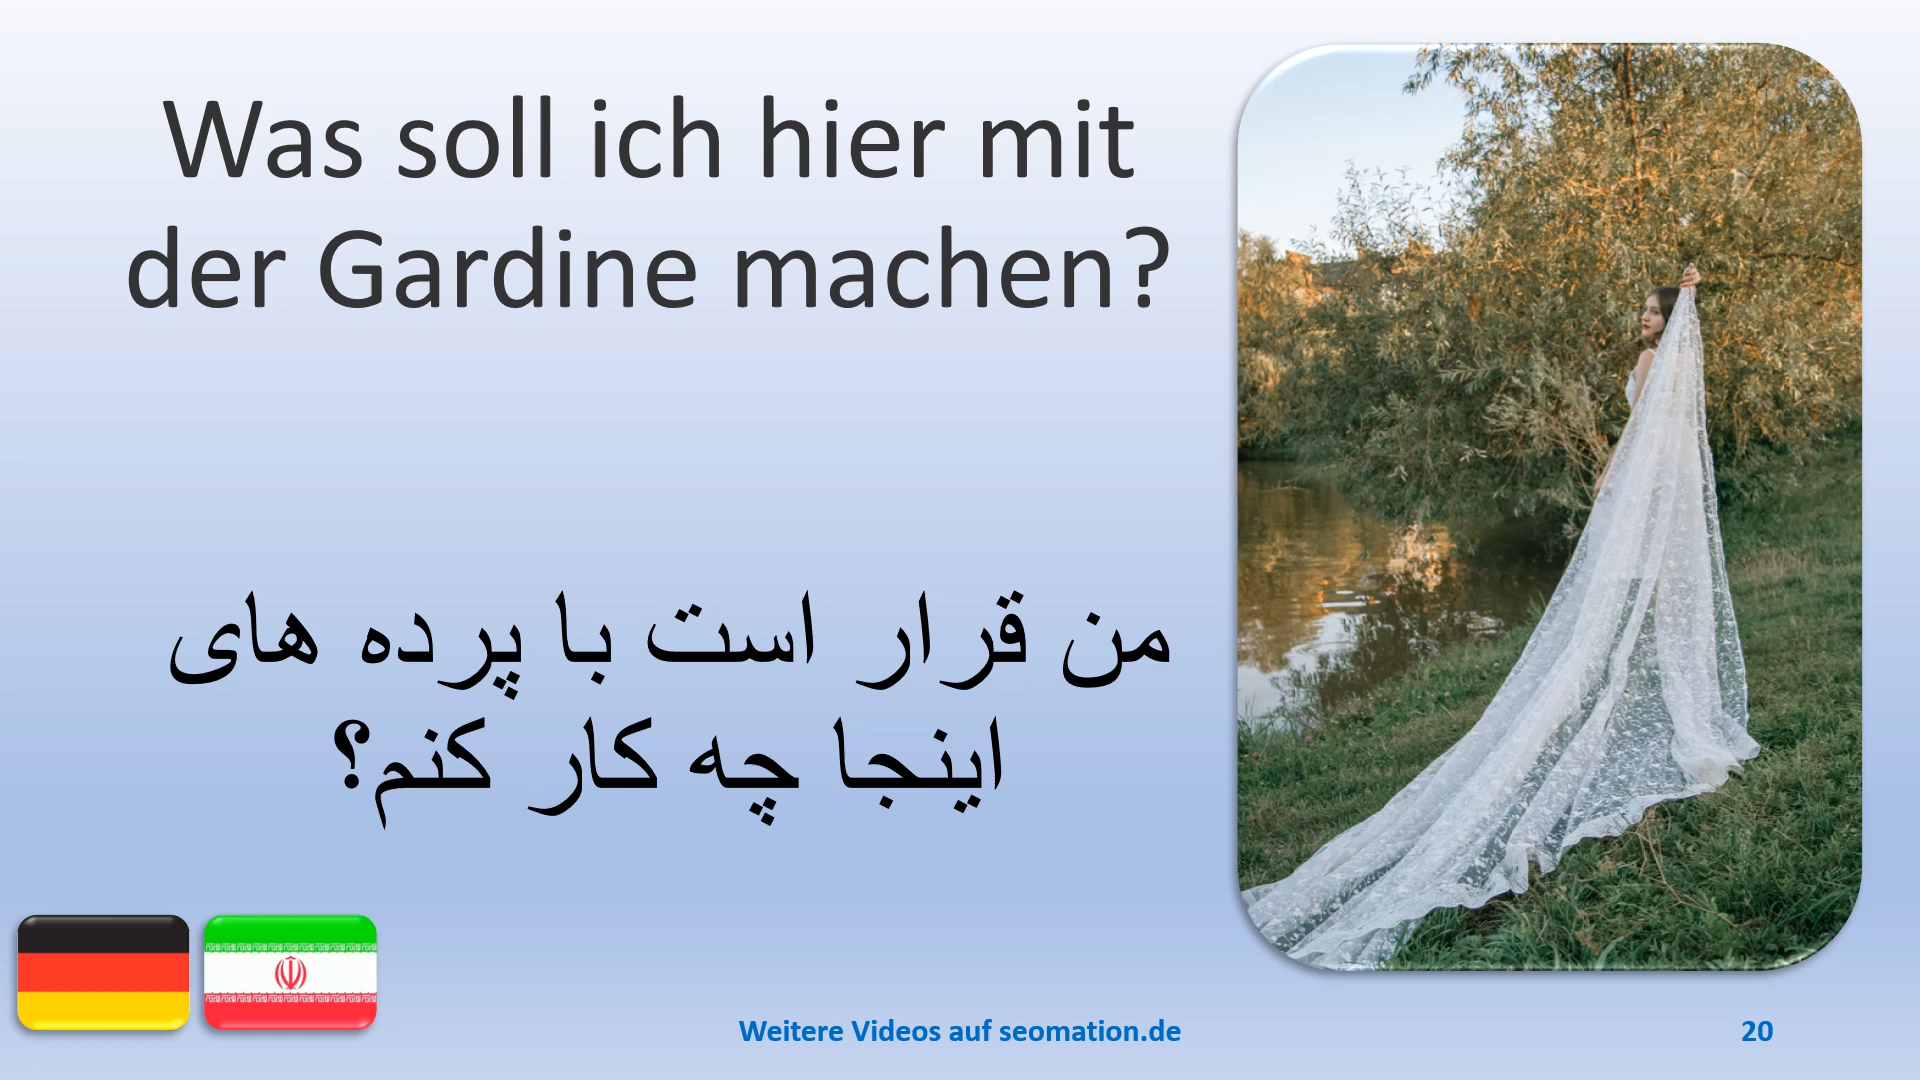 Was soll ich hier mit
der Gardine machen?
من قرار است با پرده های
اینجا چه کار کنم؟
Weitere Videos auf seomation.de
20